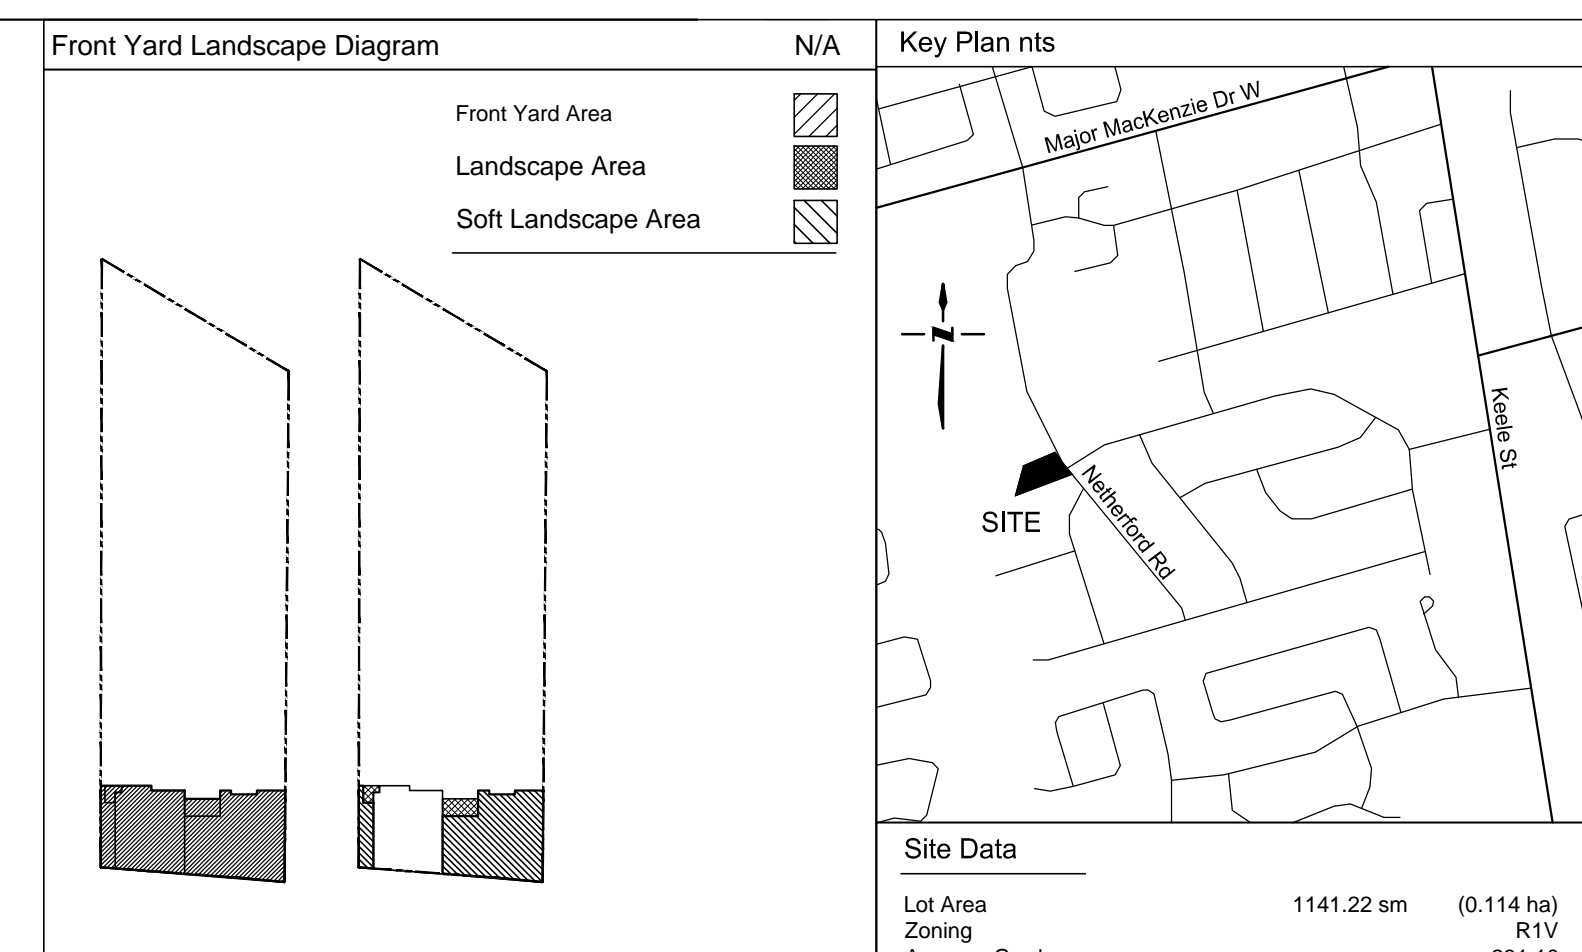 Front Yard Landscape Diagram N/A
Front Yard Area
Landscape Area
Soft Landscape Area
Key Plan nts
Major MacKenzie Dr W
Keele St
Netherford Rd
SITE
Z
Site Data
Lot Area 1141.22 sm (0.114 ha)
Zoning R1V